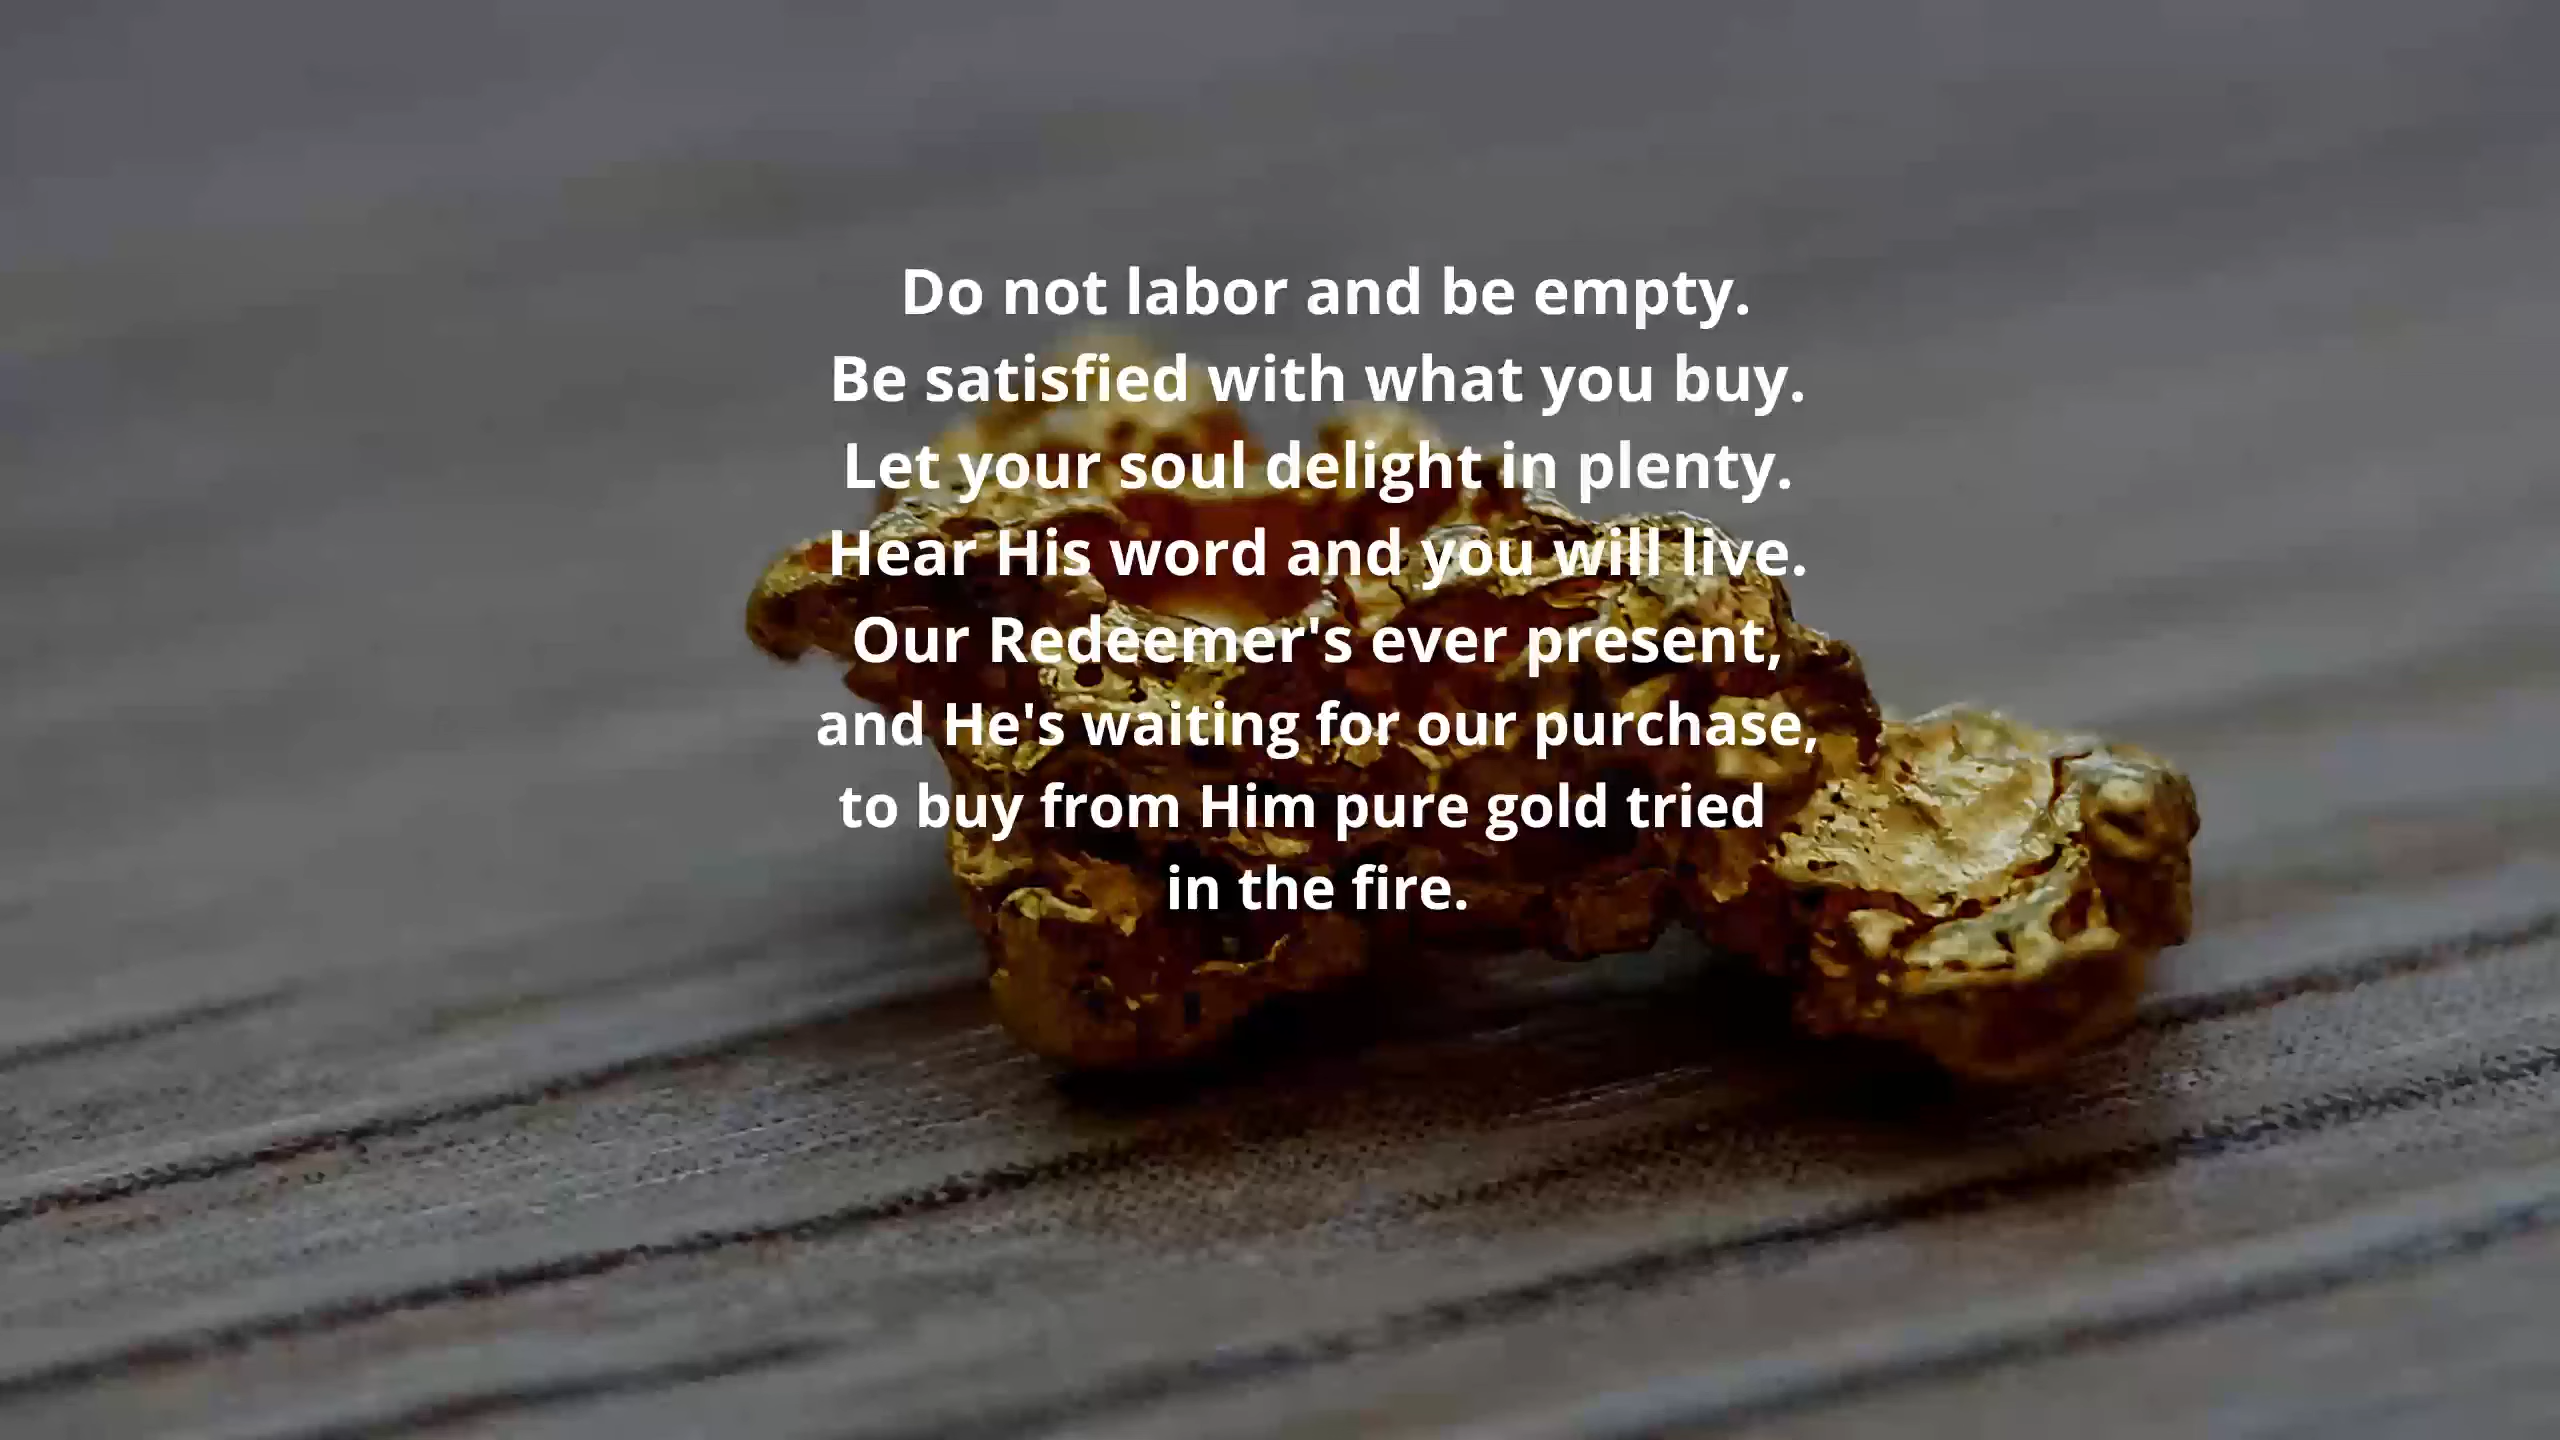 Do not labor and be empty.
Be satisfied with what you buy.
Let your soul delight in plenty.
Hear His word and you will live.
Our Redeemer's ever present,
and He's waiting for our purchase,
to buy from Him pure gold tried
in the fire.